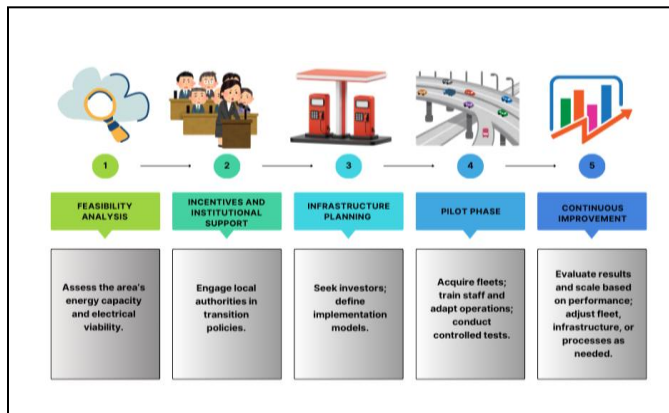 1
2
3
4
5
FEASIBILITY
ANALYSIS
INCENTIVES AND
INSTITUTIONAL
SUPPORT
INFRASTRUCTURE
PLANNING
PILOT PHASE
CONTINUOUS
IMPROVEMENT
Assess the area's
energy capacity
and electrical
viability.
Engage local
authorities in
transition
policies.
Seek investors;
define
implementation
models.
Acquire fleets;
train staff and
adapt operations;
conduct
controlled tests.
Evaluate results
and scale based
on performance;
adjust fleet,
infrastructure, or
processes as
needed.